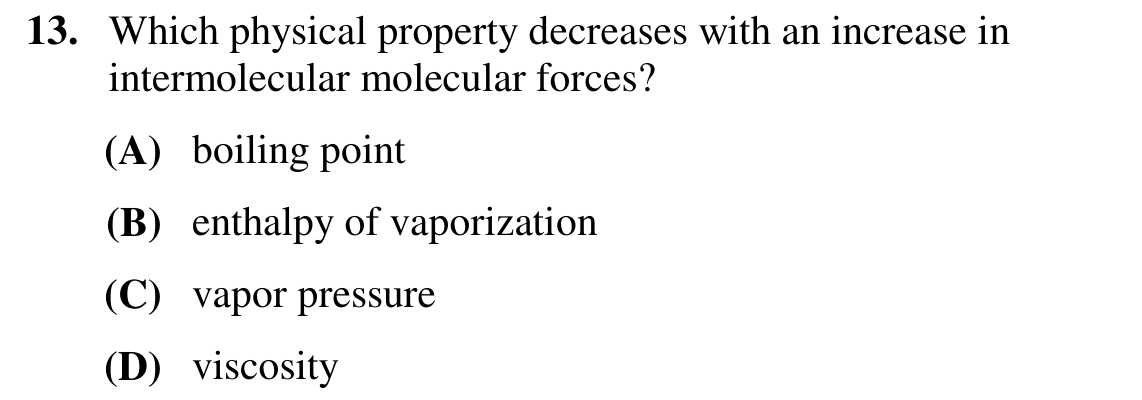 13. Which physical property decreases with an increase in
intermolecular molecular forces?
(A) boiling point
(B) enthalpy of vaporization
(C) vapor pressure
(D) viscosity